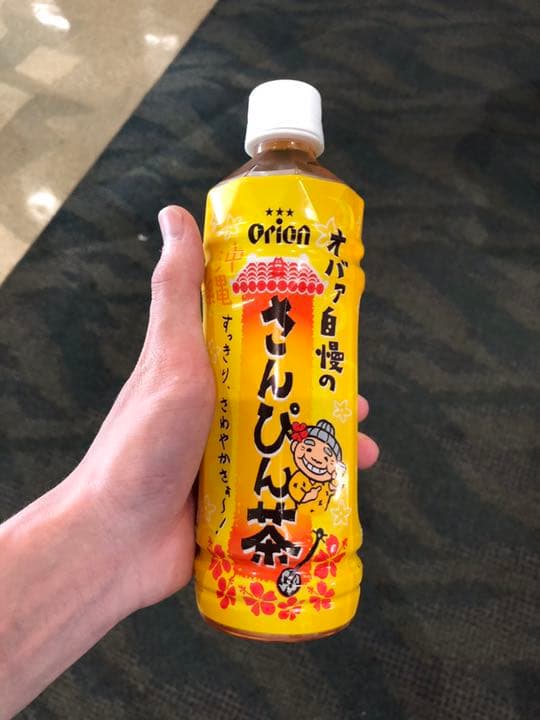 orion
オバァ自慢の
さんぴん茶
沖縄
すっきり、さわやかさぁ～！